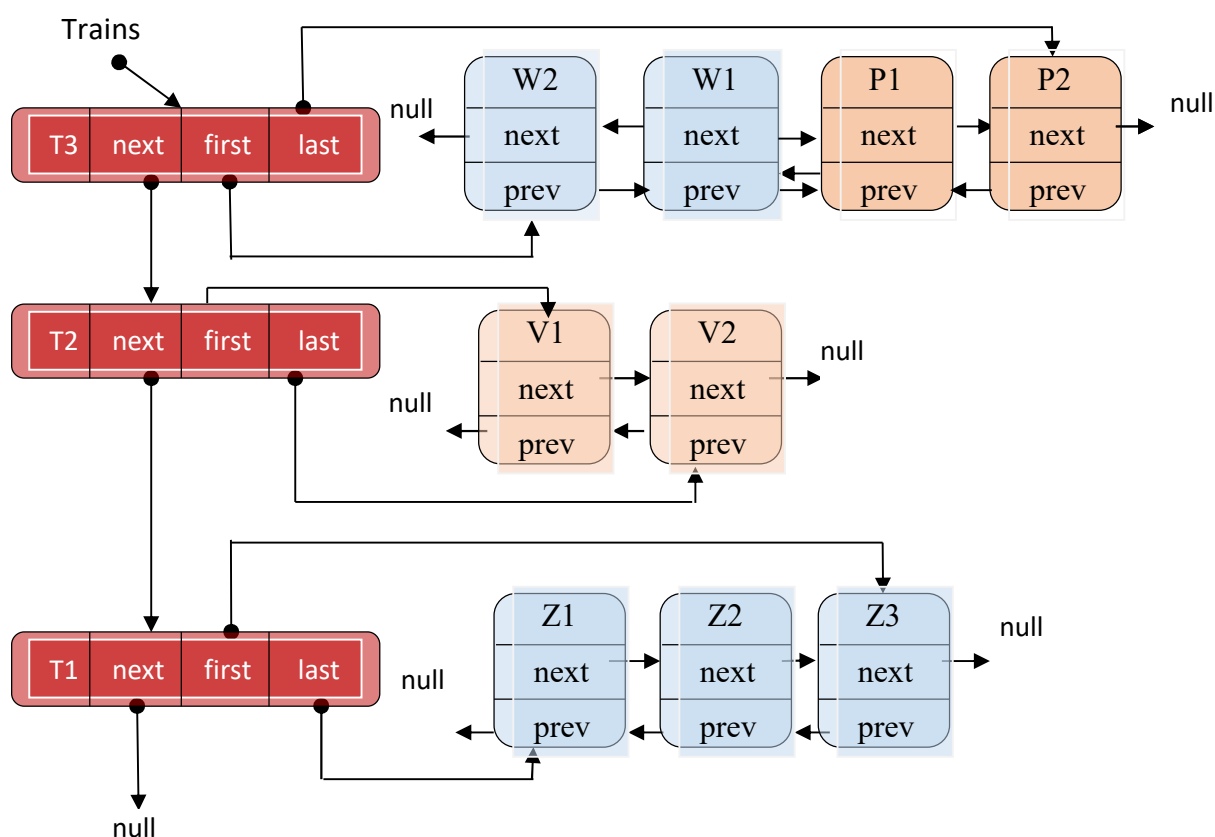 Trains
T3 next first last
null
W2
next
prev
W1
next
prev
P1
next
prev
P2
next
prev
null
T2 next first last
null
V1
next
prev
V2
next
prev
null
T1 next first last
null
Z1
next
prev
Z2
next
prev
Z3
next
prev
null
null